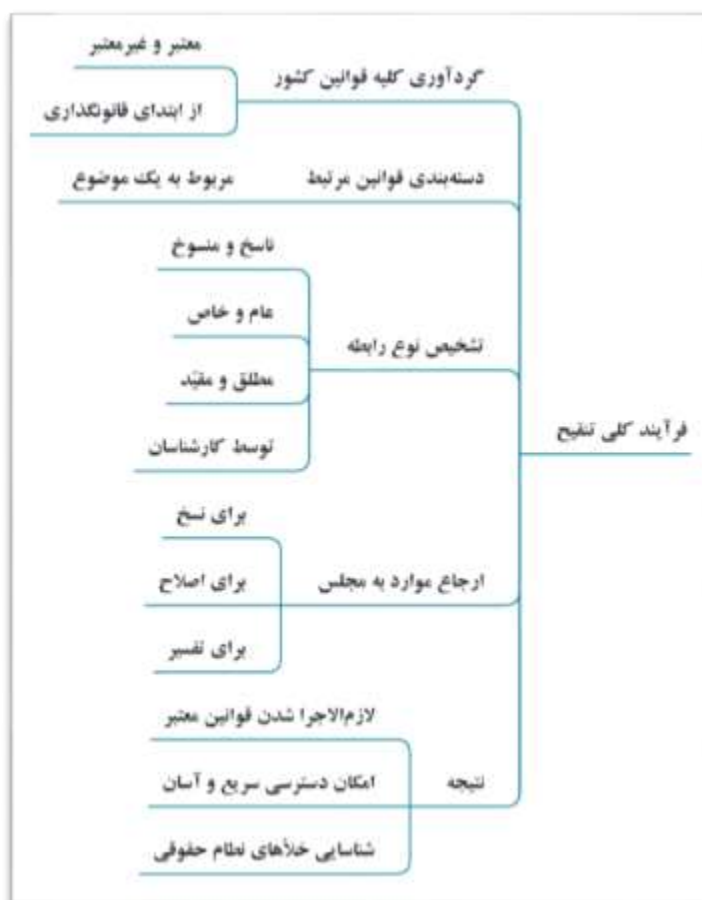 فرآیند کلی تنقیح
گردآوری کلیه قوانین کشور
معتبر و غیرمعتبر
از ابتدای قانونگذاری
دسته‌بندی قوانین مرتبط
مربوط به یک موضوع
تشخیص نوع رابطه
ناسخ و منسوخ
عام و خاص
مطلق و مقیّد
توسط کارشناسان
ارجاع موارد به مجلس
برای نسخ
برای اصلاح
برای تفسیر
نتیجه
لازم‌الاجرا شدن قوانین معتبر
امکان دسترسی سریع و آسان
شناسایی خلأهای نظام حقوقی